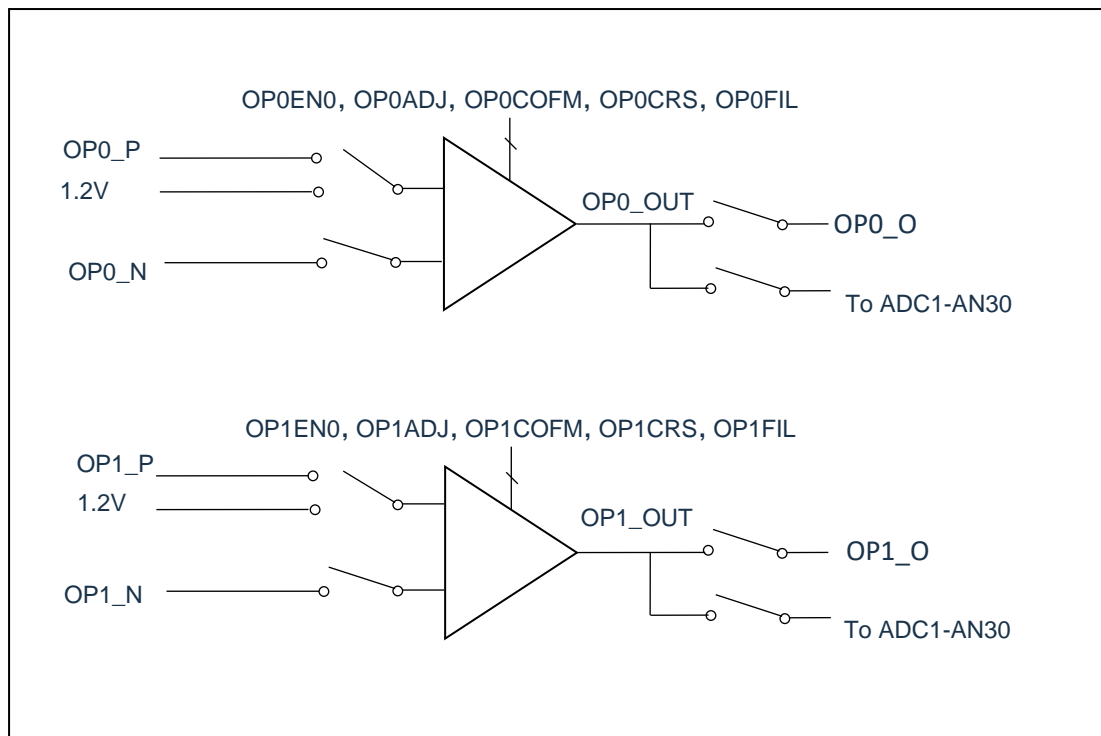 OP0EN0, OP0ADJ, OP0COFM, OP0CRS, OP0FIL
OP0_P
1.2V
OP0_N
OP0_OUT
OP0_O
To ADC1-AN30
OP1EN0, OP1ADJ, OP1COFM, OP1CRS, OP1FIL
OP1_P
1.2V
OP1_N
OP1_OUT
OP1_O
To ADC1-AN30